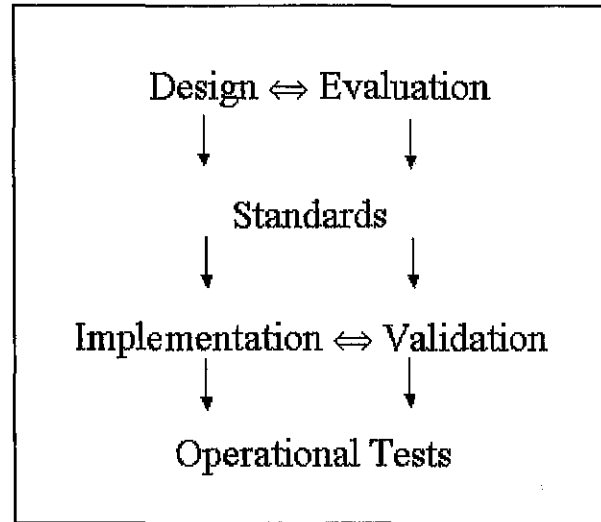 Design ⇔ Evaluation
Standards
Implementation ⇔ Validation
Operational Tests